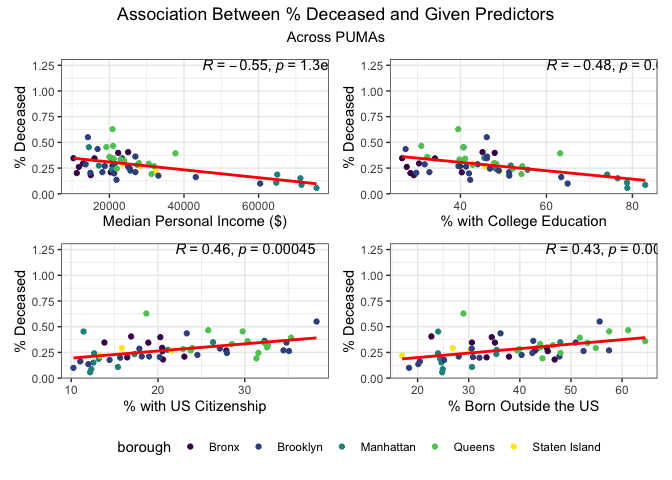 Association Between % Deceased and Given Predictors
Across PUMAs
R = −0.55, p = 1.3e
1.25
1.00
0.75
0.50
0.25
0.00
% Deceased
20000 40000 60000
Median Personal Income ($)
R = −0.48, p = 0.0
1.25
1.00
0.75
0.50
0.25
0.00
% Deceased
40 60 80
% with College Education
R = 0.46, p = 0.00045
1.25
1.00
0.75
0.50
0.25
0.00
% Deceased
10 20 30
% with US Citizenship
R = 0.43, p = 0.00
1.25
1.00
0.75
0.50
0.25
0.00
% Deceased
20 30 40 50 60
% Born Outside the US
borough Bronx Brooklyn Manhattan Queens Staten Island